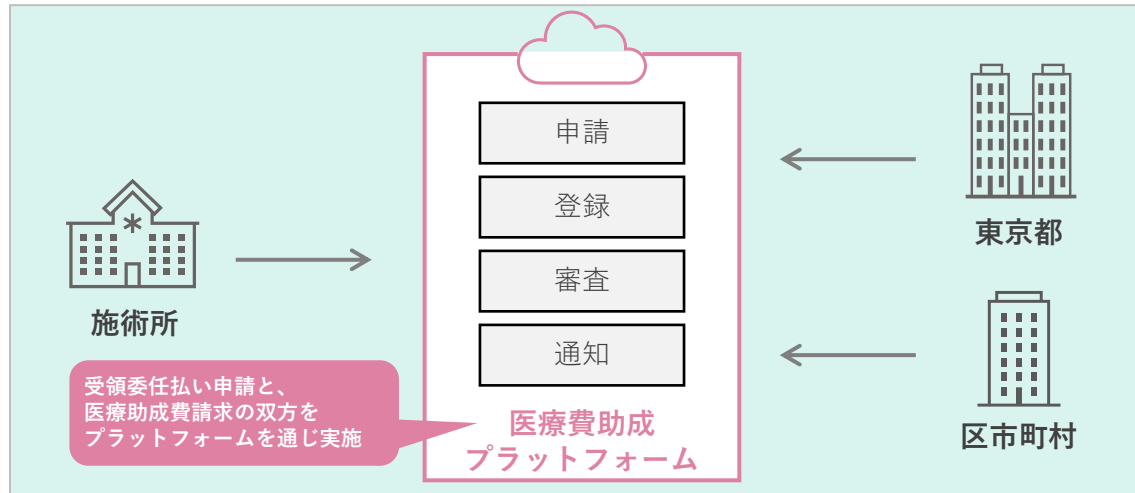 申請
登録
審査
通知
医療費助成
プラットフォーム
施術所
受領委任払い申請と、
医療助成費請求の双方を
プラットフォームを通じ実施
東京都
区市町村